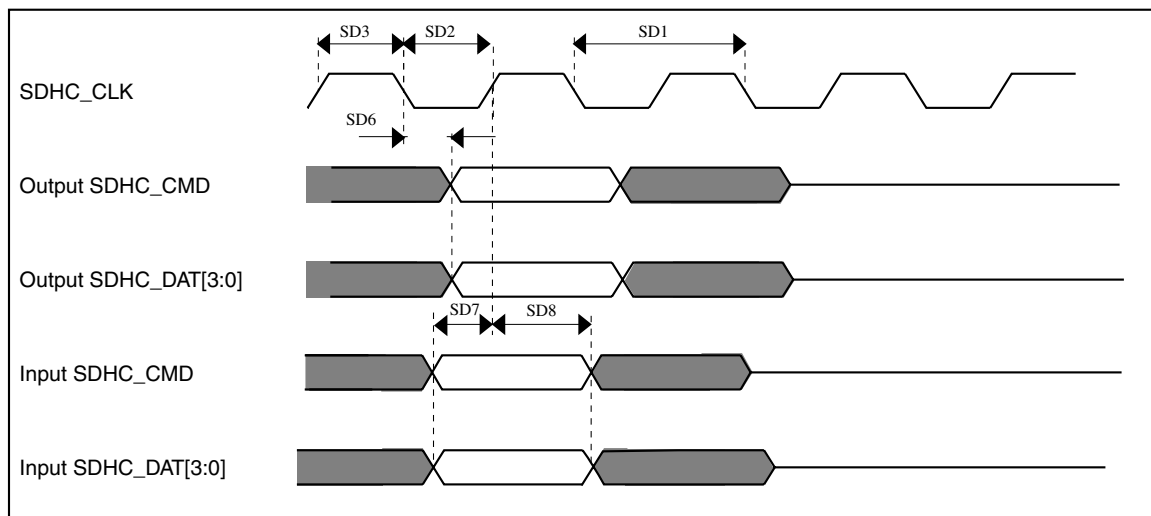 SD3 SD2 SD1
SDHC_CLK
SD6
Output SDHC_CMD
Output SDHC_DAT[3:0]
SD7 SD8
Input SDHC_CMD
Input SDHC_DAT[3:0]